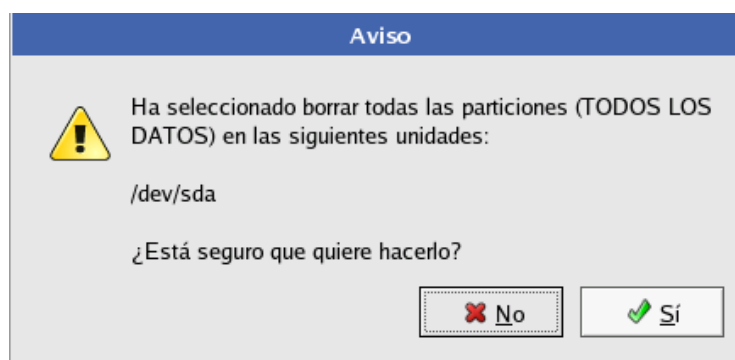 Aviso
Ha seleccionado borrar todas las particiones (TODOS LOS
DATOS) en las siguientes unidades:
/dev/sda
¿Está seguro que quiere hacerlo?
No
Sí